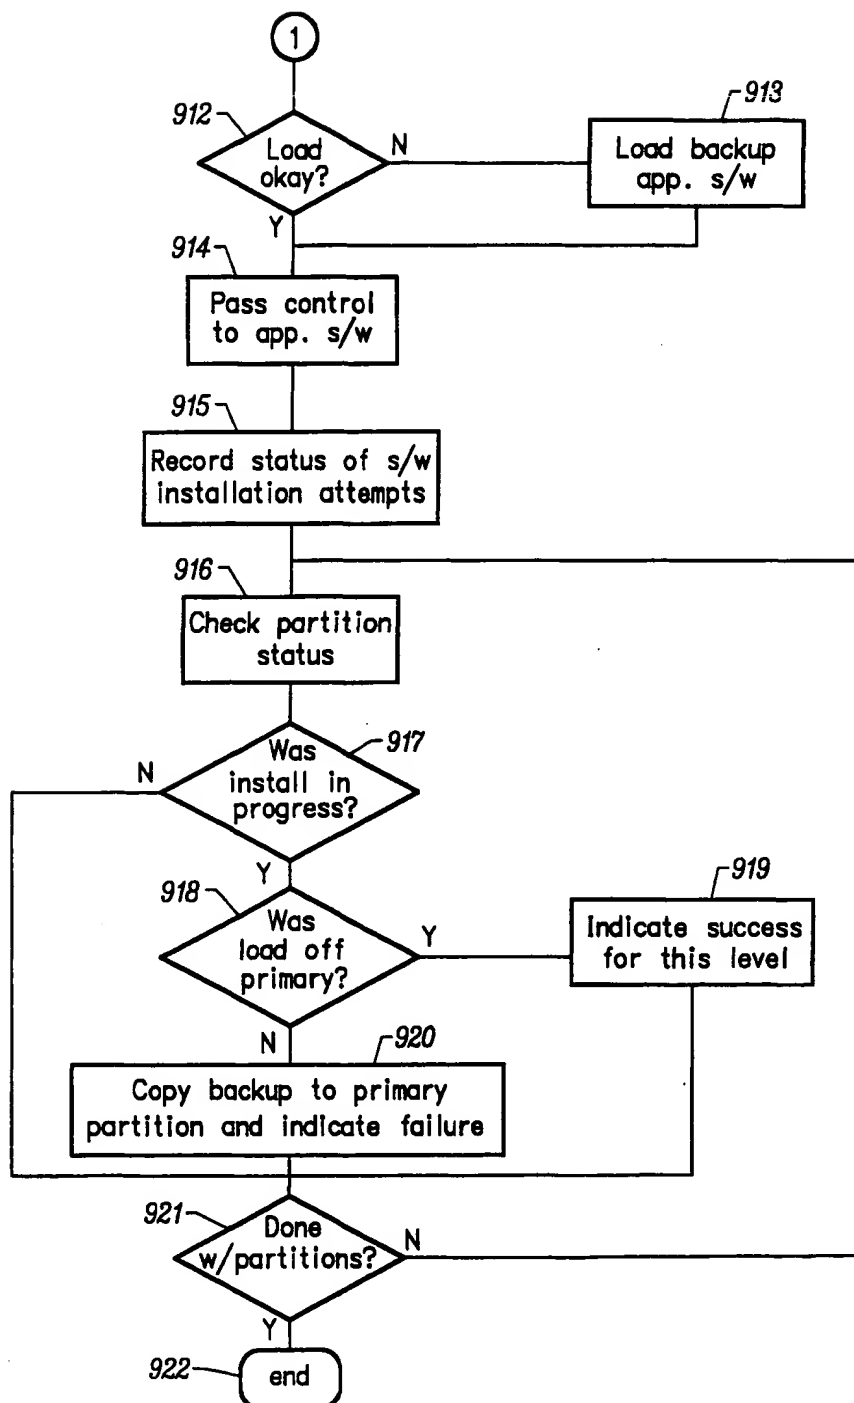 1
912
Load
okay?
N
Y
913
Load backup
app. s/w
914
Pass control
to app. s/w
915
Record status of s/w
installation attempts
916
Check partition
status
917
Was
install in
progress?
N
Y
918
Was
load off
primary?
Y
N
919
Indicate success
for this level
920
Copy backup to primary
partition and indicate failure
921
Done
w/partitions?
N
Y
922
end